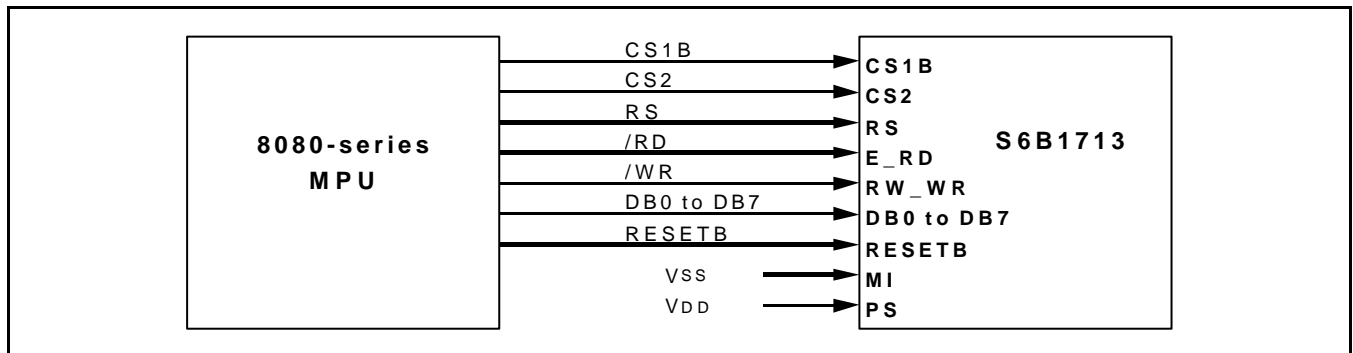 8080-series
MPU
CS1B
CS2
RS
/RD
/WR
DB0 to DB7
RESETB
VSS
VDD
CS1B
CS2
RS
E_RD
RW_WR
DB0 to DB7
RESETB
MI
PS
S6B1713